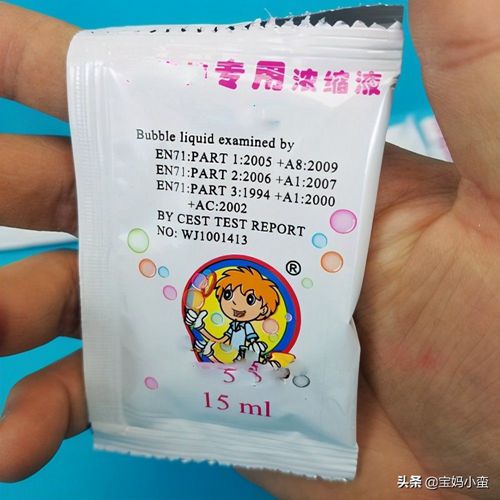 专用浓缩液
Bubble liquid examined by
EN71:PART 1:2005 +A8:2009
EN71:PART 2:2006 +A1:2007
EN71:PART 3:1994 +A1:2000
+AC:2002
BY CEST TEST REPORT
NO: WJ1001413
®
15 ml
头条 @宝妈小蛮